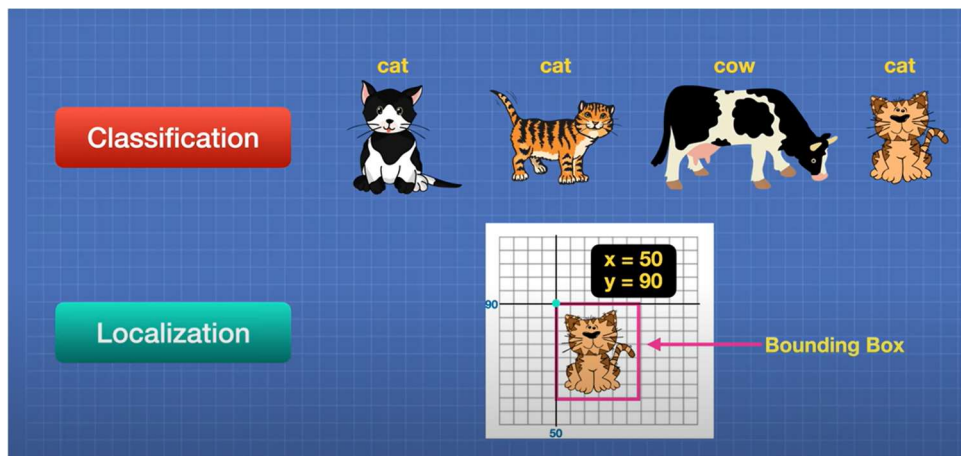 cat
cat
cow
cat
Classification
x = 50
y = 90
90
Localization
Bounding Box
50